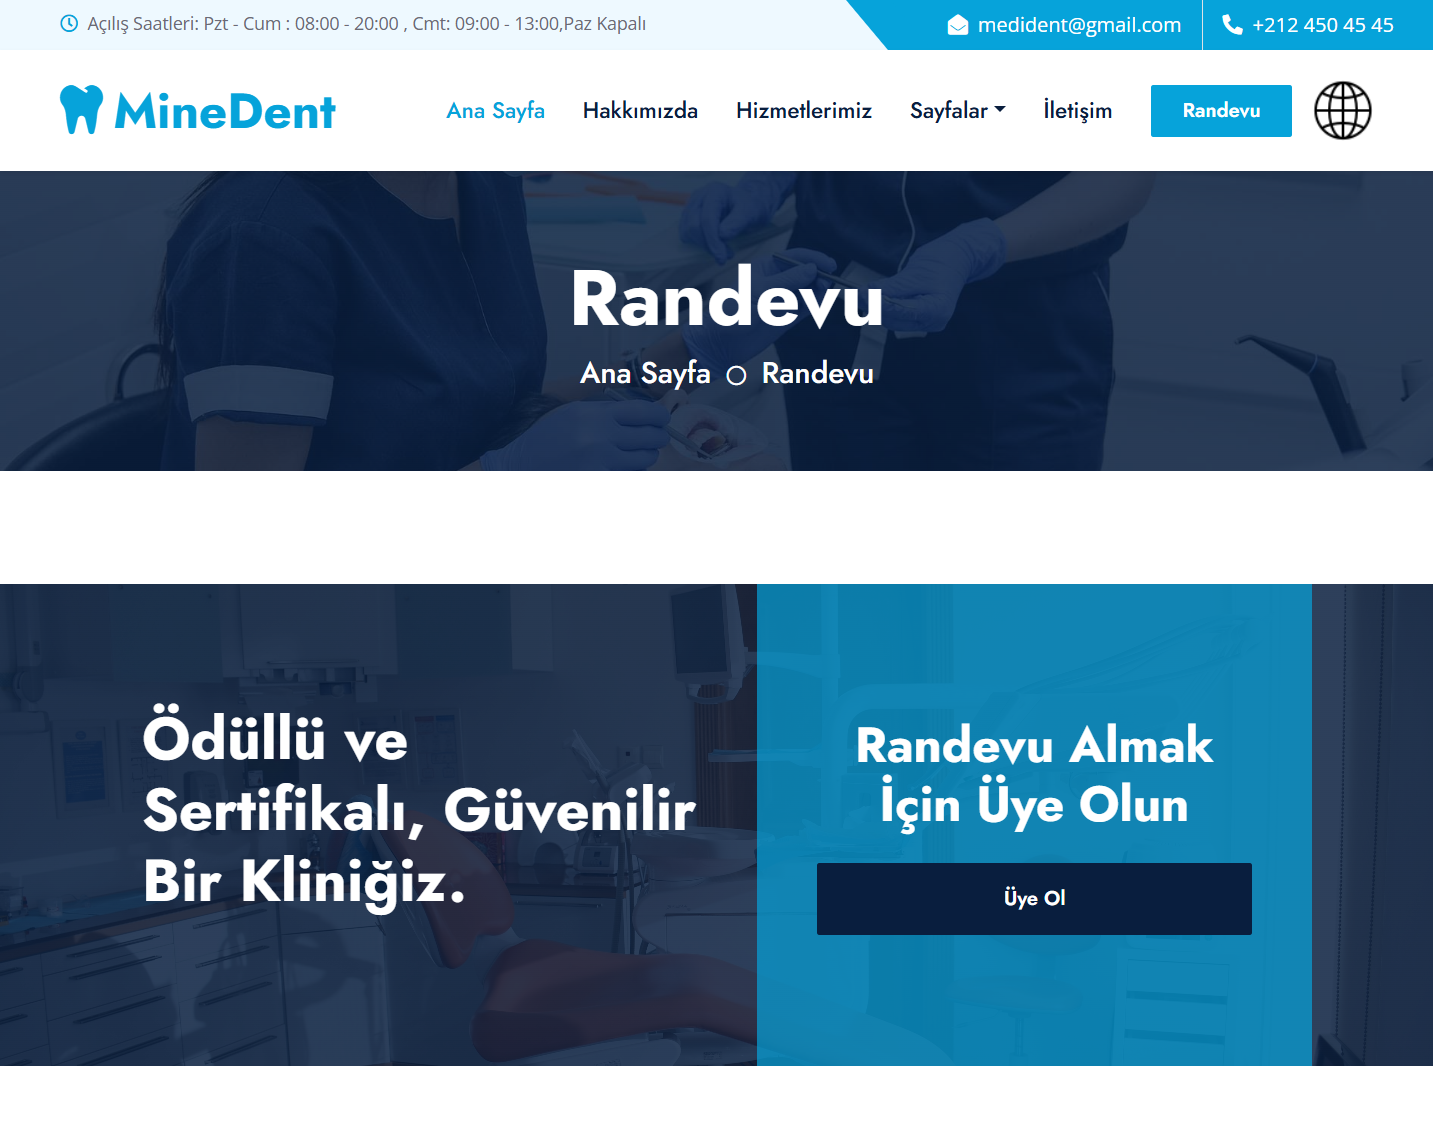 Açılış Saatleri: Pzt - Cum : 08:00 - 20:00 , Cmt: 09:00 - 13:00,Paz Kapalı
medident@gmail.com
+212 450 45 45
MineDent
Ana Sayfa
Hakkımızda
Hizmetlerimiz
Sayfalar
İletişim
Randevu
Randevu
Ana Sayfa
Randevu
Ödüllü ve
Sertifikalı, Güvenilir
Bir Kliniğiz.
Randevu Almak
İçin Üye Olun
Üye Ol